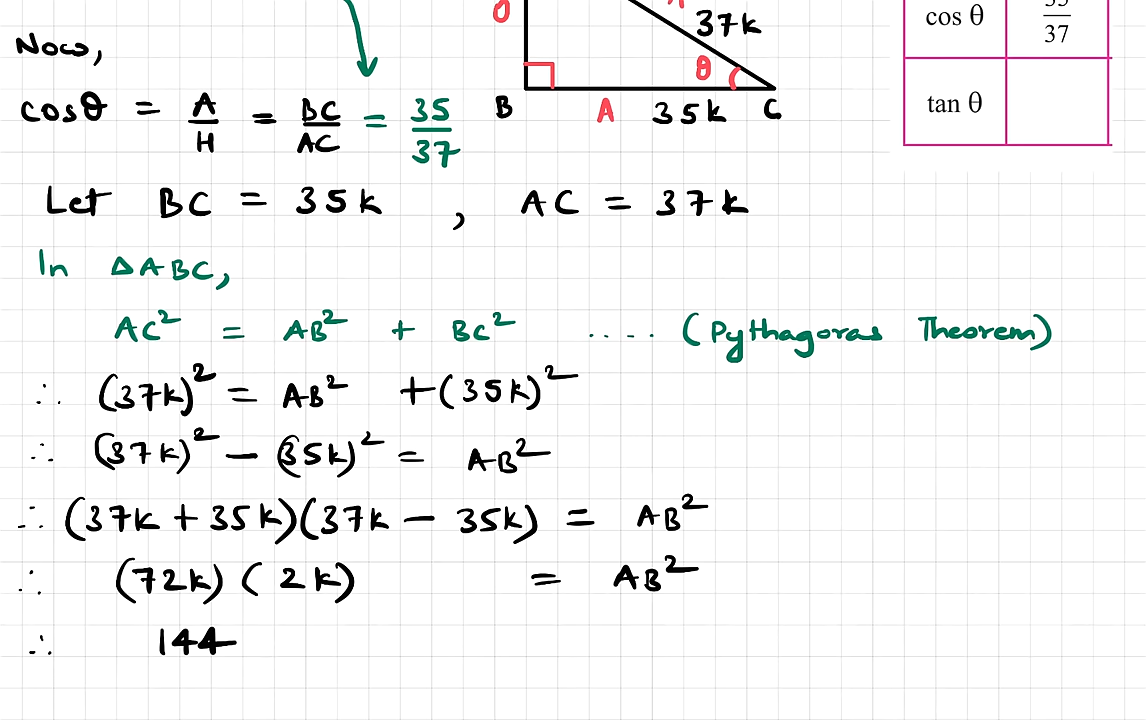 O
37k
cos θ
35/37
Now,
θ
cosθ = A/H = BC/AC = 35/37
B
A
35k
C
tan θ
Let BC = 35k , AC = 37k
In ΔABC,
AC² = AB² + BC² .... (Pythagoras Theorem)
∴ (37k)² = AB² + (35k)²
∴ (37k)² − (35k)² = AB²
∴ (37k + 35k)(37k − 35k) = AB²
∴ (72k)(2k) = AB²
∴ 144